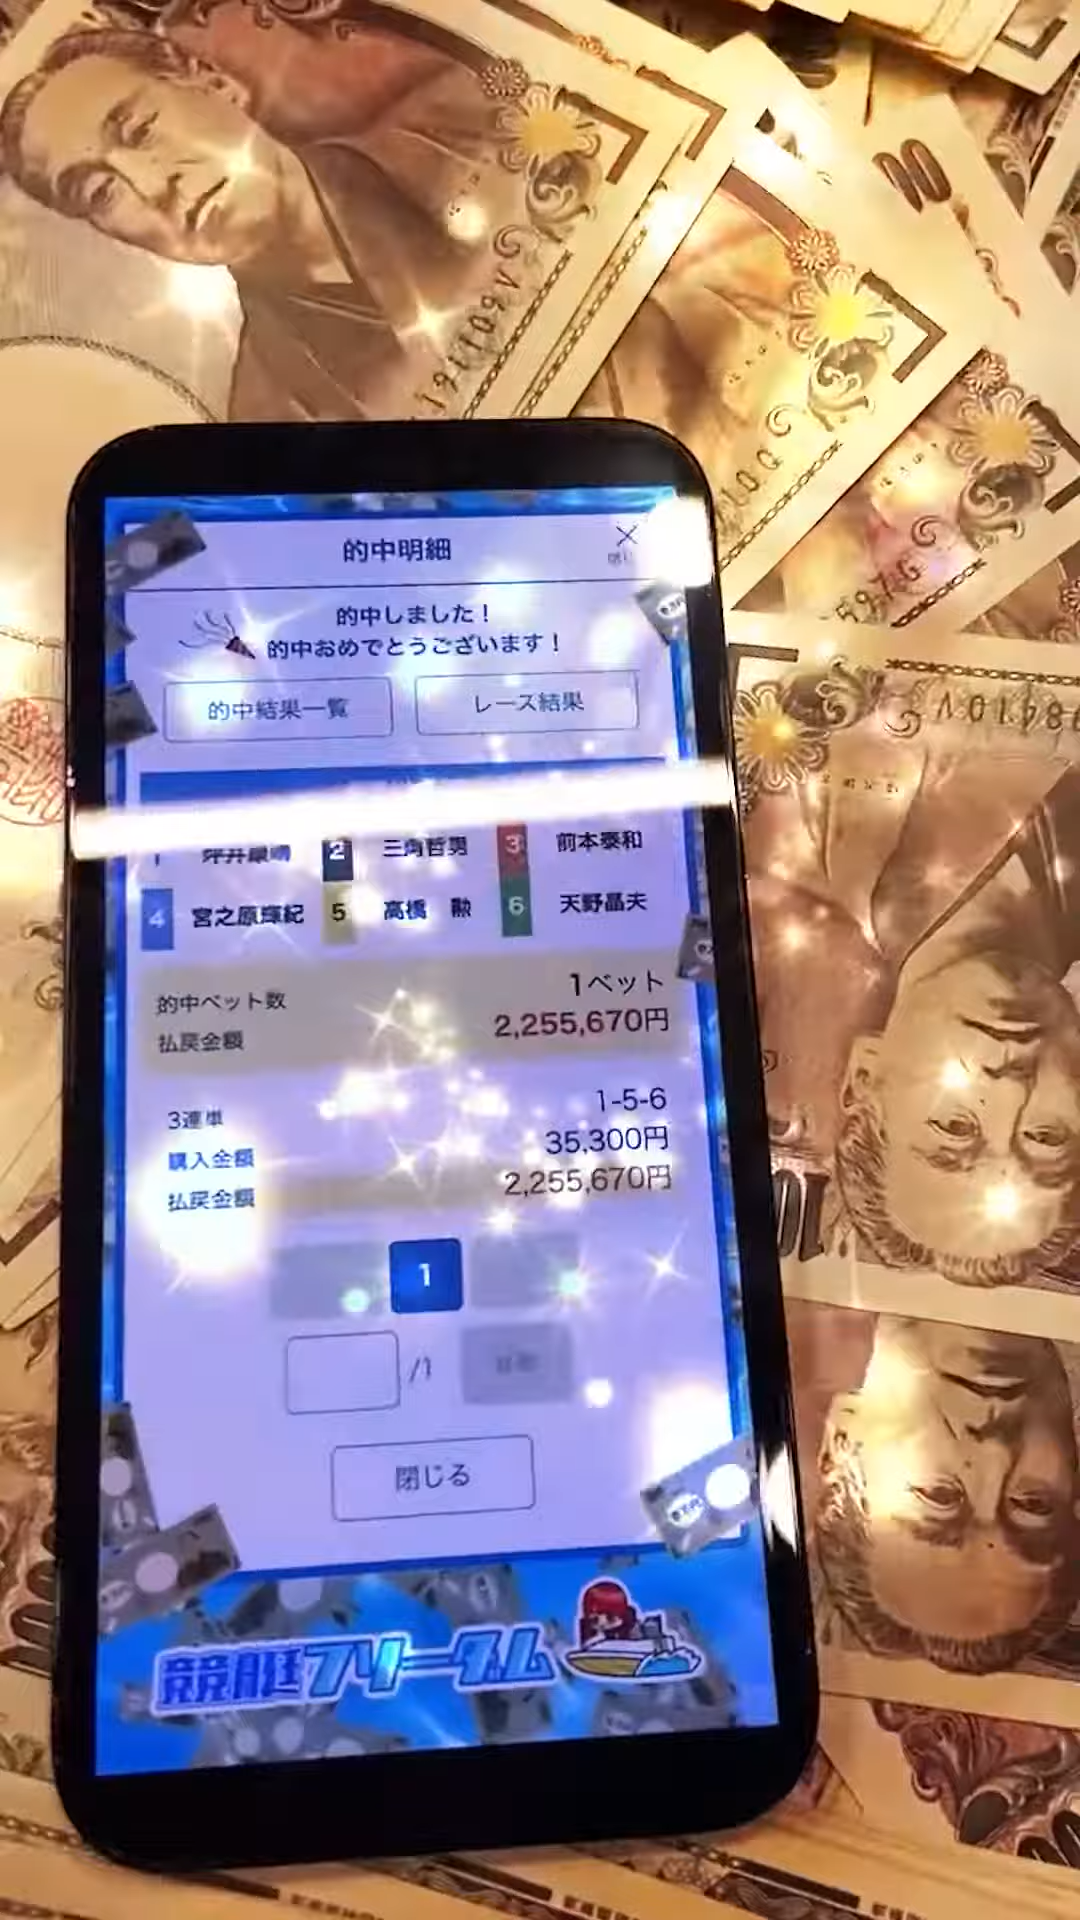 的中明細
的中しました！
的中おめでとうございます！
的中結果一覧 レース結果
1 坪井康晴 2 三角哲男 3 前本泰和
4 宮之原輝紀 5 高橋 勲 6 天野晶夫
的中ベット数 1ベット
払戻金額 2,255,670円
3連単 1-5-6
購入金額 35,300円
払戻金額 2,255,670円
1
/1
閉じる
競艇フリーダム